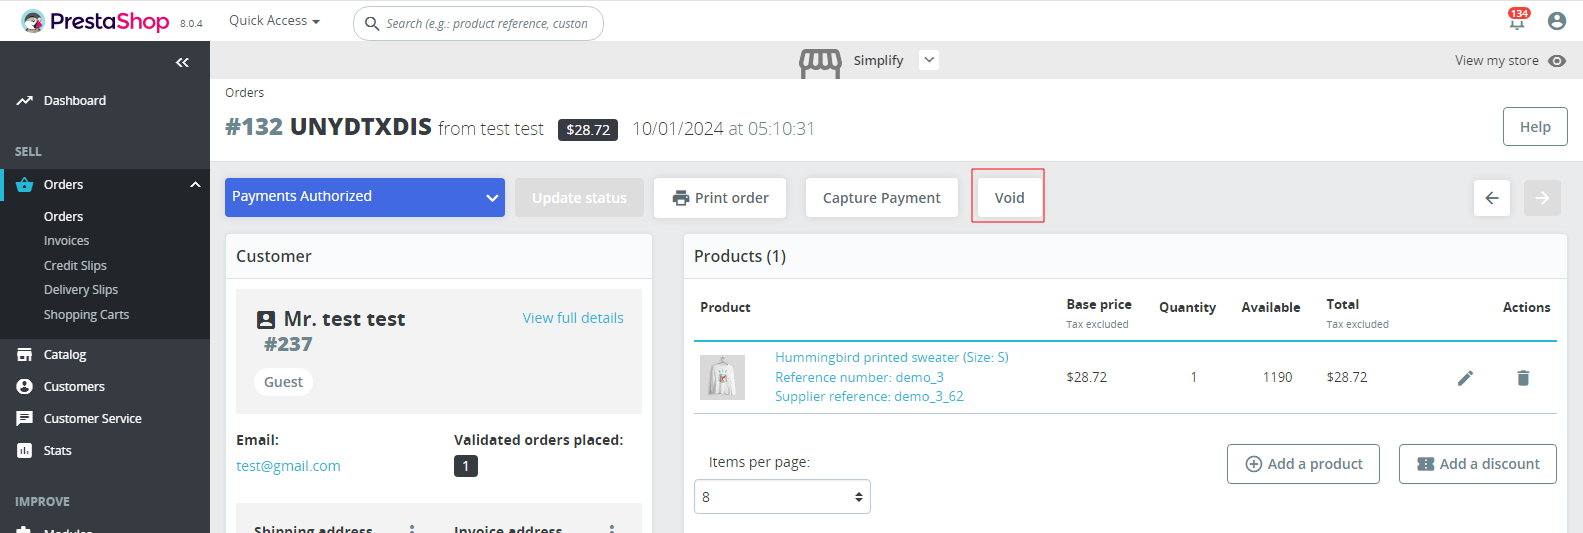 PrestaShop 8.0.4 Quick Access Search (e.g.: product reference, custon 134
Simplify View my store
Dashboard
SELL
Orders
Orders
Invoices
Credit Slips
Delivery Slips
Shopping Carts
Catalog
Customers
Customer Service
Stats
IMPROVE
Modules
Orders
#132 UNYDTXDIS from test test $28.72 10/01/2024 at 05:10:31 Help
Payments Authorized Update status Print order Capture Payment Void
Customer
Mr. test test View full details
#237
Guest
Email: Validated orders placed:
test@gmail.com 1
Shipping address Invoice address
Products (1)
Product Base price Quantity Available Total Actions
Tax excluded Tax excluded
Hummingbird printed sweater (Size: S)
Reference number: demo_3 $28.72 1 1190 $28.72
Supplier reference: demo_3_62
Items per page: Add a product Add a discount
8